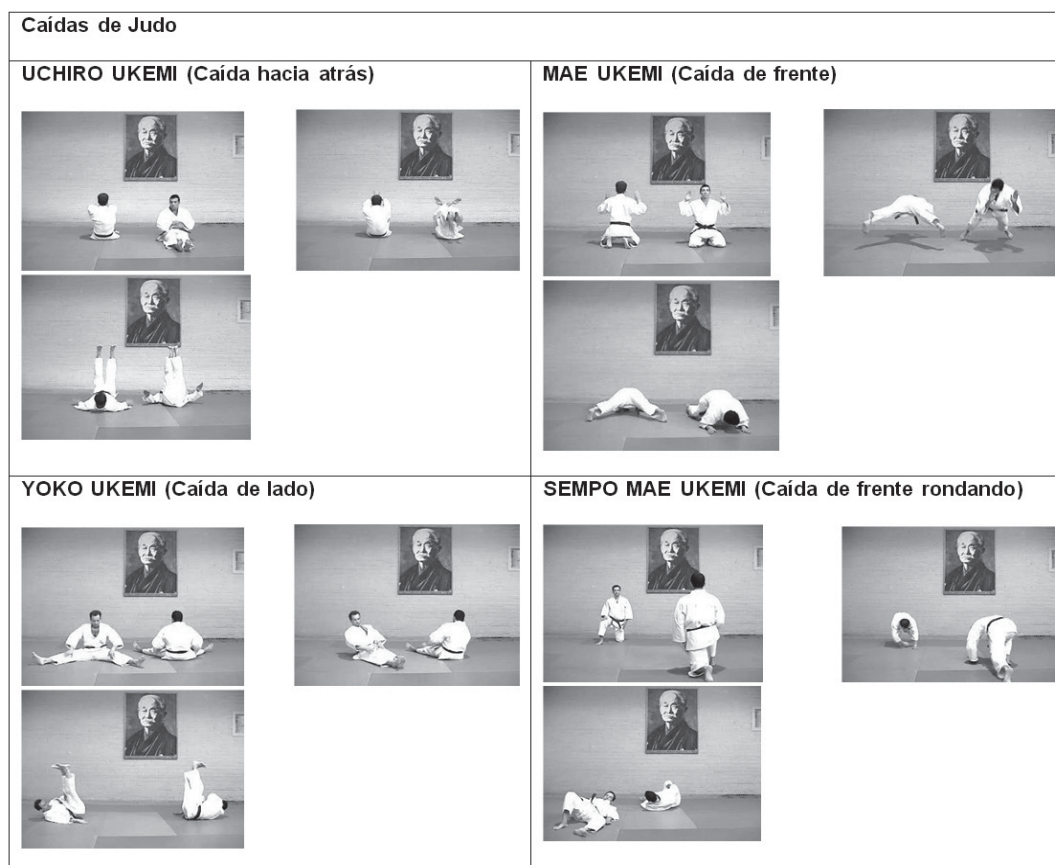 Caídas de Judo
UCHIRO UKEMI (Caída hacia atrás)
MAE UKEMI (Caída de frente)
YOKO UKEMI (Caída de lado)
SEMPO MAE UKEMI (Caída de frente rondando)